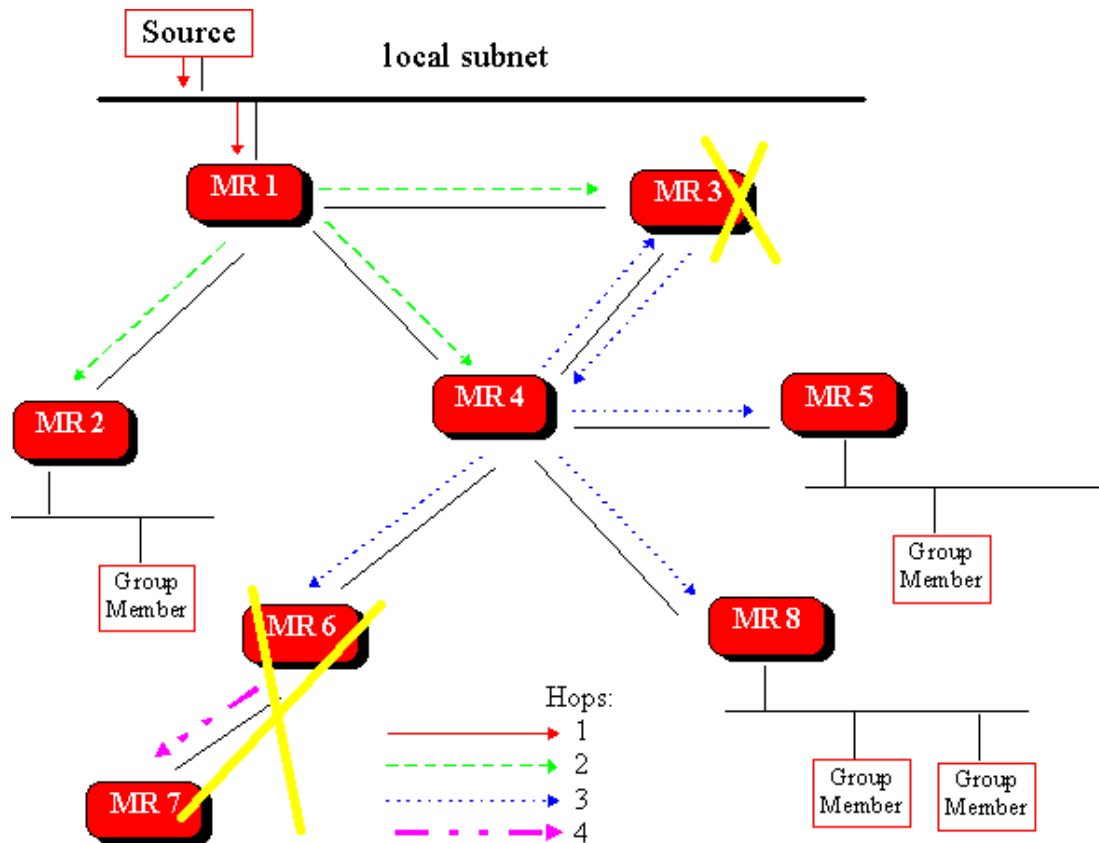 Source
local subnet
MR 1
MR 3
MR 4
MR 5
MR 2
Group
Member
Group
Member
MR 6
MR 8
Hops:
1
2
3
4
MR 7
Group
Member
Group
Member